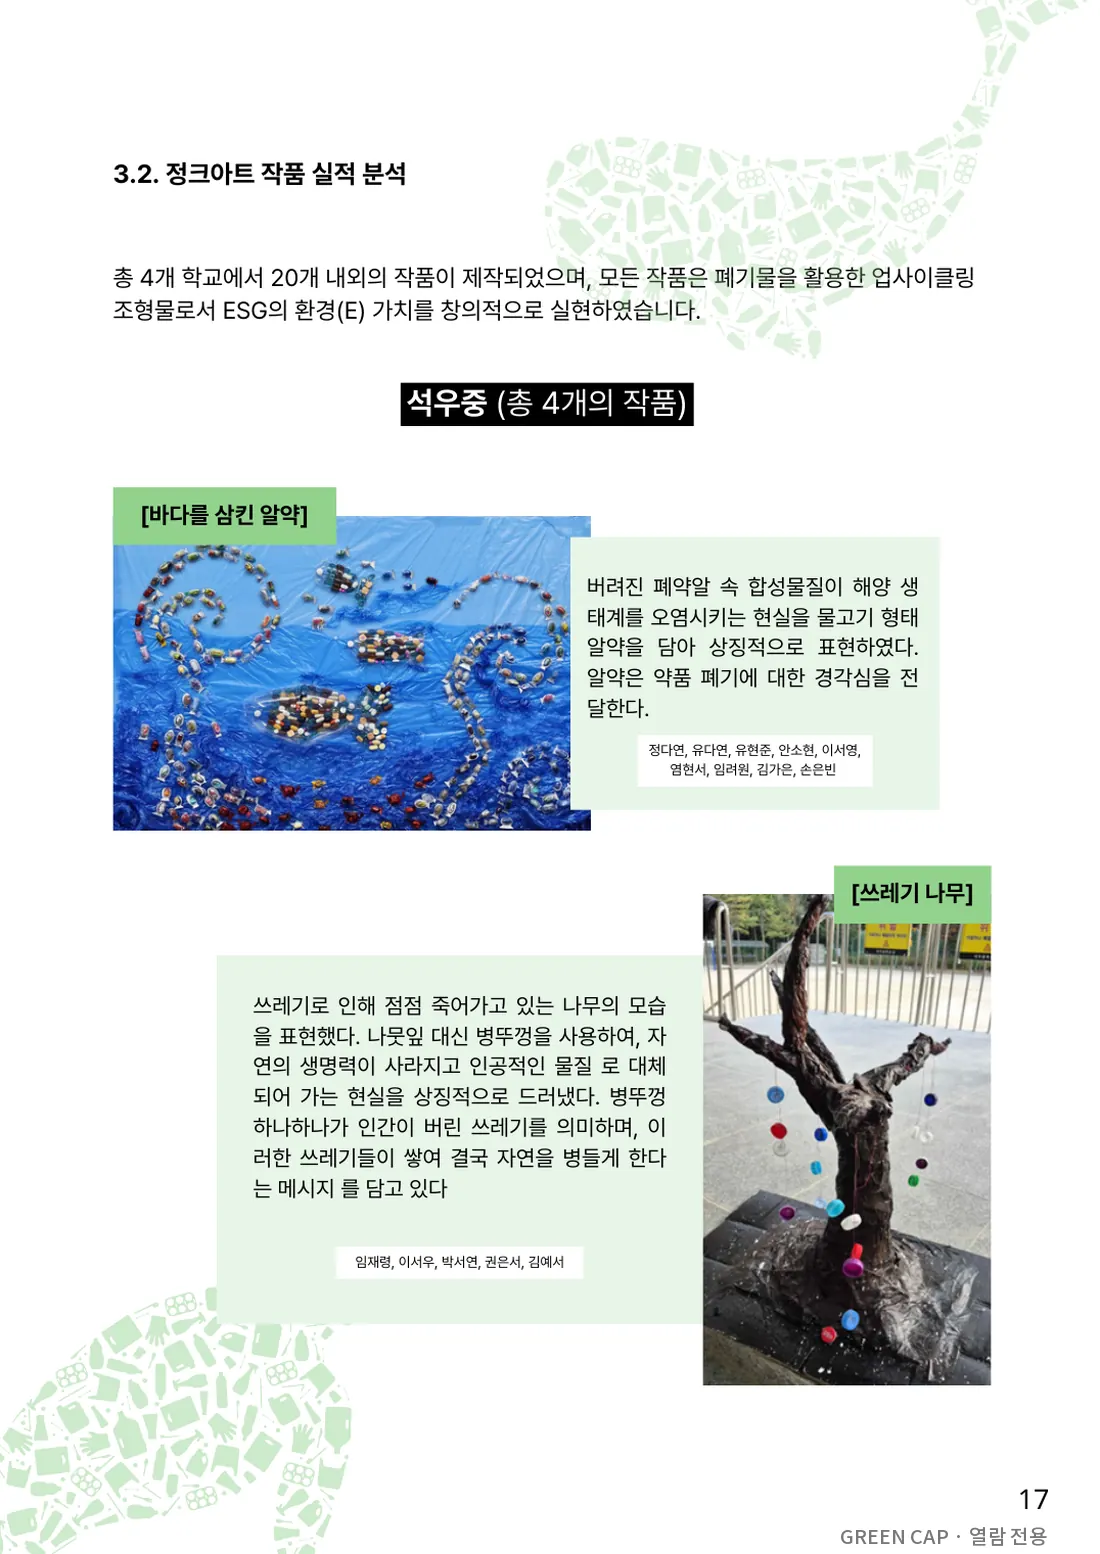 3.2. 정크아트 작품 실적 분석
총 4개 학교에서 20개 내외의 작품이 제작되었으며, 모든 작품은 폐기물을 활용한 업사이클링
조형물로서 ESG의 환경(E) 가치를 창의적으로 실현하였습니다.
석우중 (총 4개의 작품)
[바다를 삼킨 알약]
버려진 폐약알 속 합성물질이 해양 생
태계를 오염시키는 현실을 물고기 형태
알약을 담아 상징적으로 표현하였다.
알약은 약품 폐기에 대한 경각심을 전
달한다.
정다연, 유다연, 유현준, 안소현, 이서영,
염현서, 임려원, 김가은, 손은빈
[쓰레기 나무]
쓰레기로 인해 점점 죽어가고 있는 나무의 모습
을 표현했다. 나뭇잎 대신 병뚜껑을 사용하여, 자
연의 생명력이 사라지고 인공적인 물질 로 대체
되어 가는 현실을 상징적으로 드러냈다. 병뚜껑
하나하나가 인간이 버린 쓰레기를 의미하며, 이
러한 쓰레기들이 쌓여 결국 자연을 병들게 한다
는 메시지 를 담고 있다
임재령, 이서우, 박서연, 권은서, 김예서
17
GREEN CAP · 열람 전용